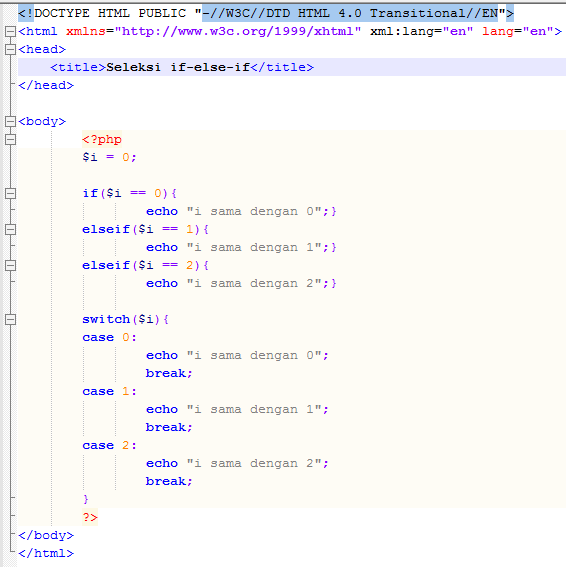 <!DOCTYPE HTML PUBLIC "-//W3C//DTD HTML 4.0 Transitional//EN">
<html xmlns="http://www.w3c.org/1999/xhtml" xml:lang="en" lang="en">
<head>
    <title>Seleksi if-else-if</title>
</head>

<body>
        <?php
        $i = 0;

        if($i == 0){
                echo "i sama dengan 0";}
        elseif($i == 1){
                echo "i sama dengan 1";}
        elseif($i == 2){
                echo "i sama dengan 2";}

        switch($i){
        case 0:
                echo "i sama dengan 0";
                break;
        case 1:
                echo "i sama dengan 1";
                break;
        case 2:
                echo "i sama dengan 2";
                break;
        }
        ?>
</body>
</html>